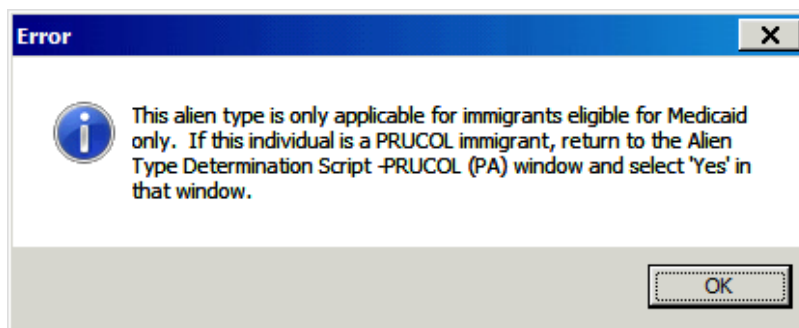 Error
This alien type is only applicable for immigrants eligible for Medicaid
only. If this individual is a PRUCOL immigrant, return to the Alien
Type Determination Script -PRUCOL (PA) window and select 'Yes' in
that window.
OK